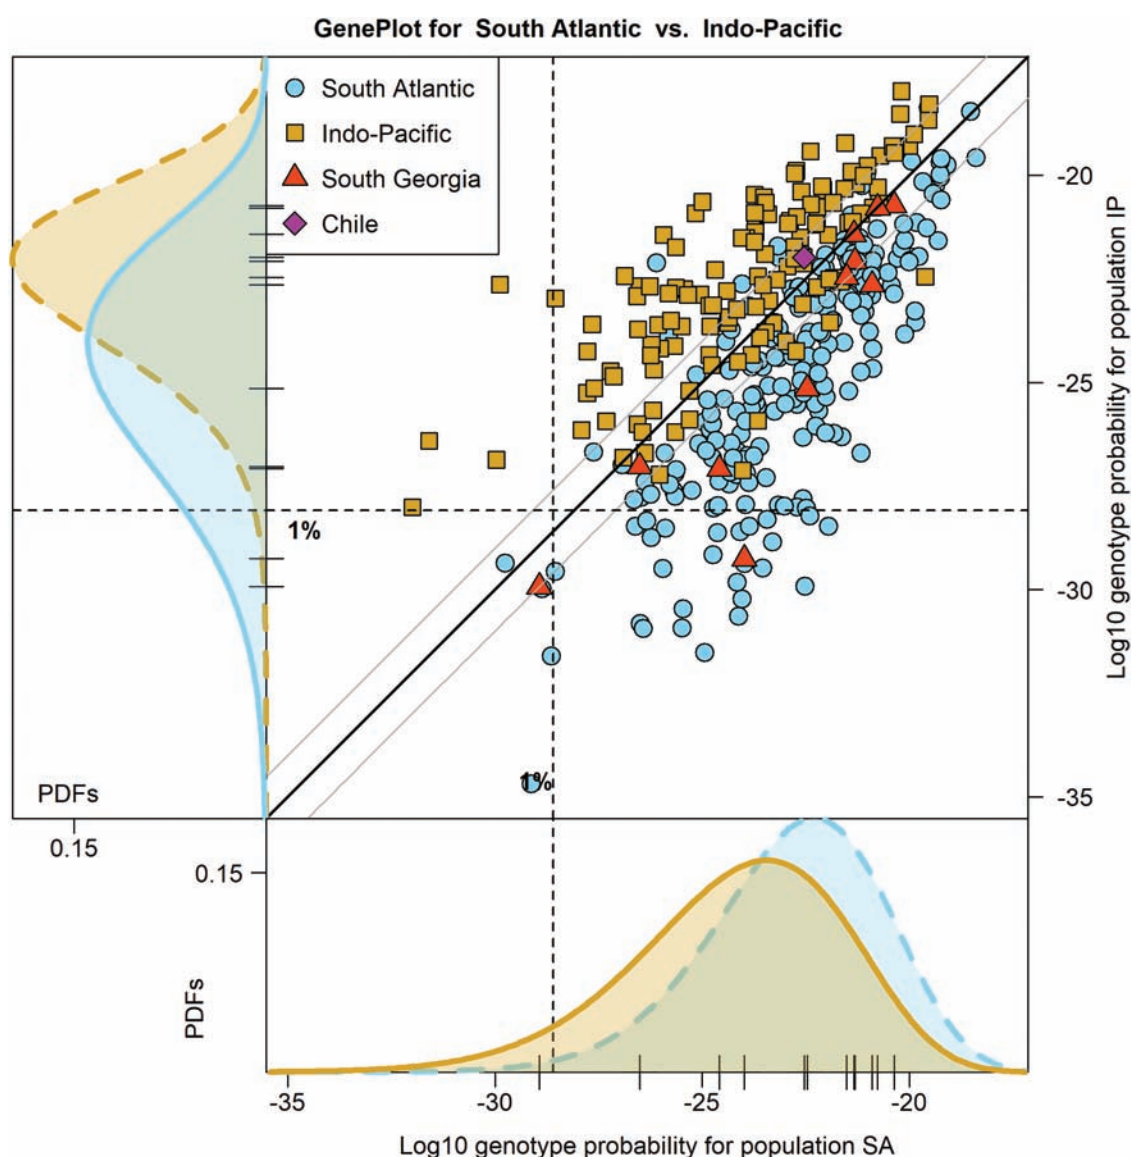 GenePlot for South Atlantic vs. Indo-Pacific
South Atlantic
Indo-Pacific
South Georgia
Chile
1%
1%
PDFs
0.15
0.15
PDFs
-20
-25
-30
-35
Log10 genotype probability for population IP
-35
-30
-25
-20
Log10 genotype probability for population SA